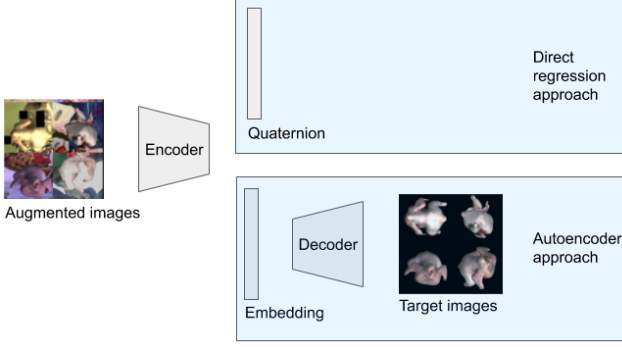 Augmented images
Encoder
Quaternion
Direct
regression
approach
Embedding
Decoder
Target images
Autoencoder
approach